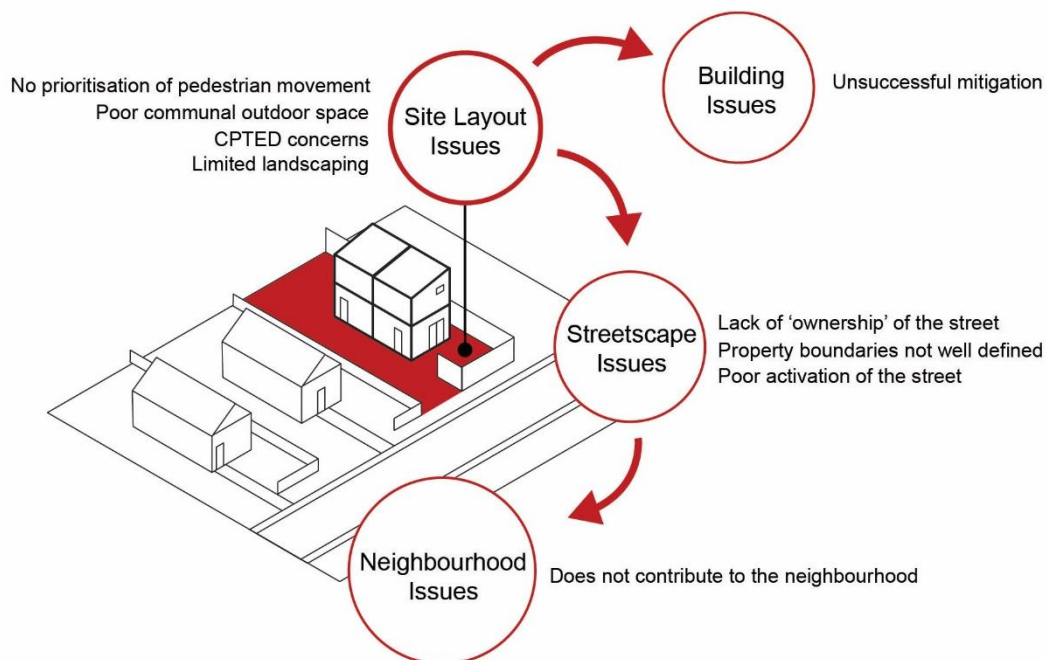 No prioritisation of pedestrian movement
Poor communal outdoor space
CPTED concerns
Limited landscaping
Site Layout
Issues
Building
Issues
Unsuccessful mitigation
Streetscape
Issues
Lack of ‘ownership’ of the street
Property boundaries not well defined
Poor activation of the street
Neighbourhood
Issues
Does not contribute to the neighbourhood